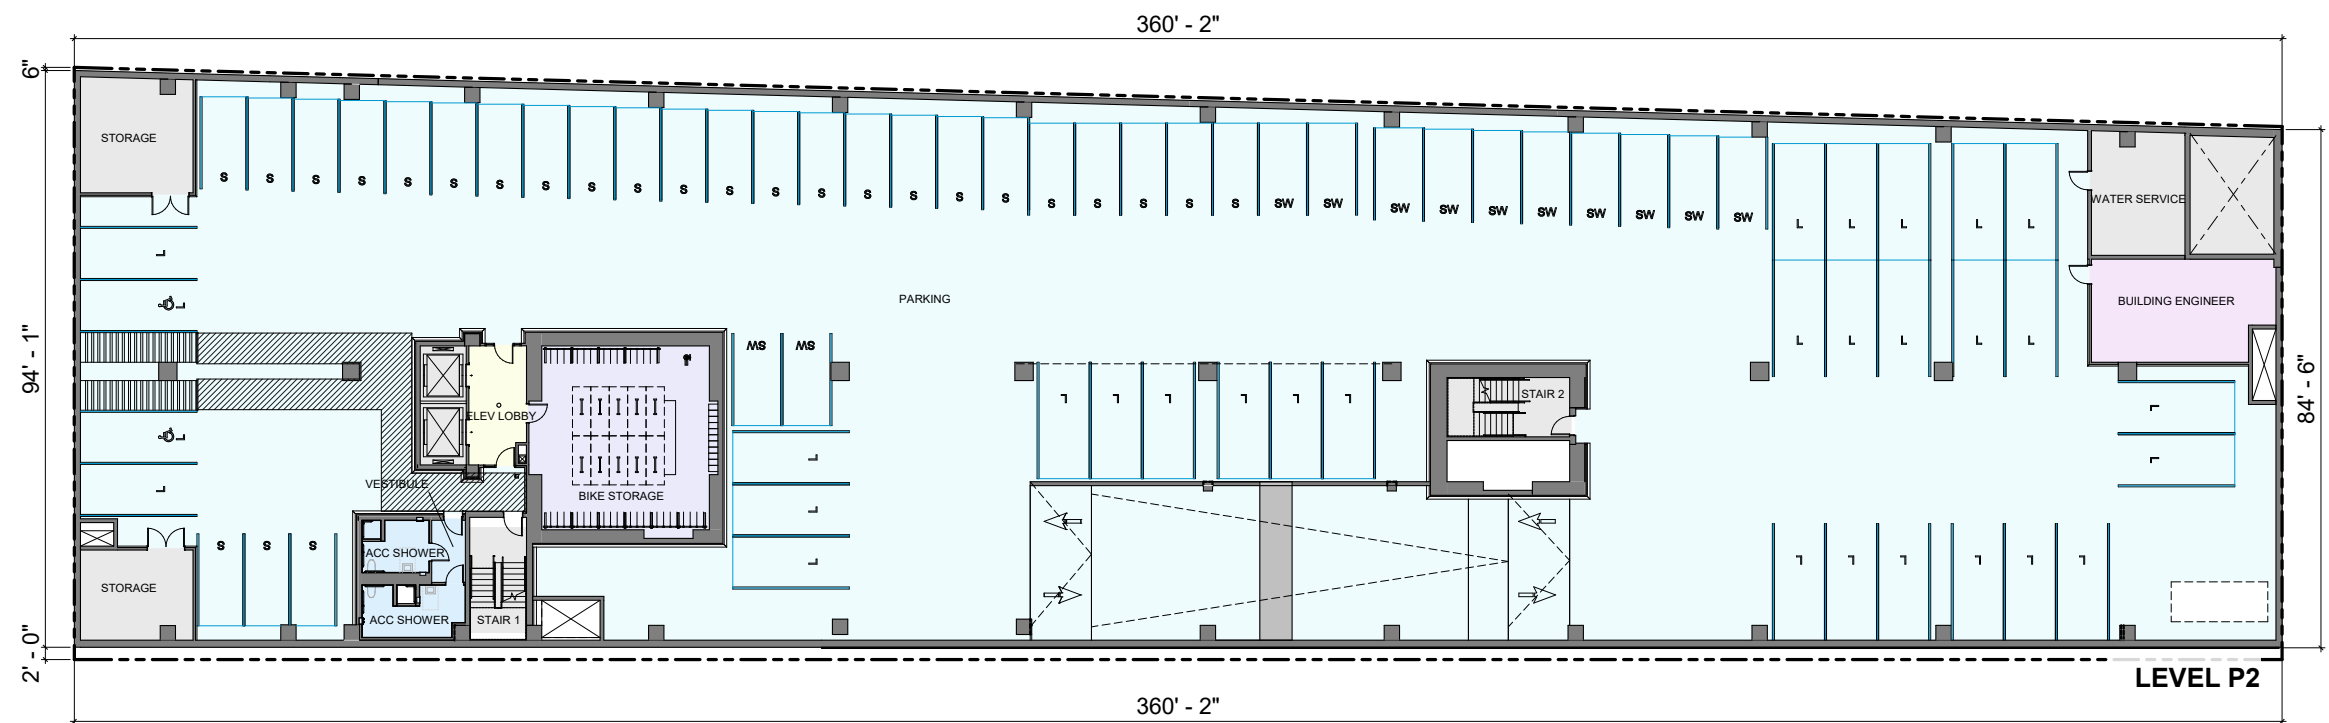 360' - 2"
6"
STORAGE
S S S S S S S S S S S S S S S S S S S S S S S SW SW SW SW SW SW SW SW SW SW
WATER SERVICE
L L L L L
L
PARKING
BUILDING ENGINEER
L
L L L L L
SW SW
94' - 1"
84' - 6"
STAIR 2
L L L L L L
ELEV LOBBY
L
L
L
L
L
VESTIBULE
L
BIKE STORAGE
L
S S S
ACC SHOWER
L
L L L L L L
STORAGE
ACC SHOWER
STAIR 1
2' - 0"
LEVEL P2
360' - 2"